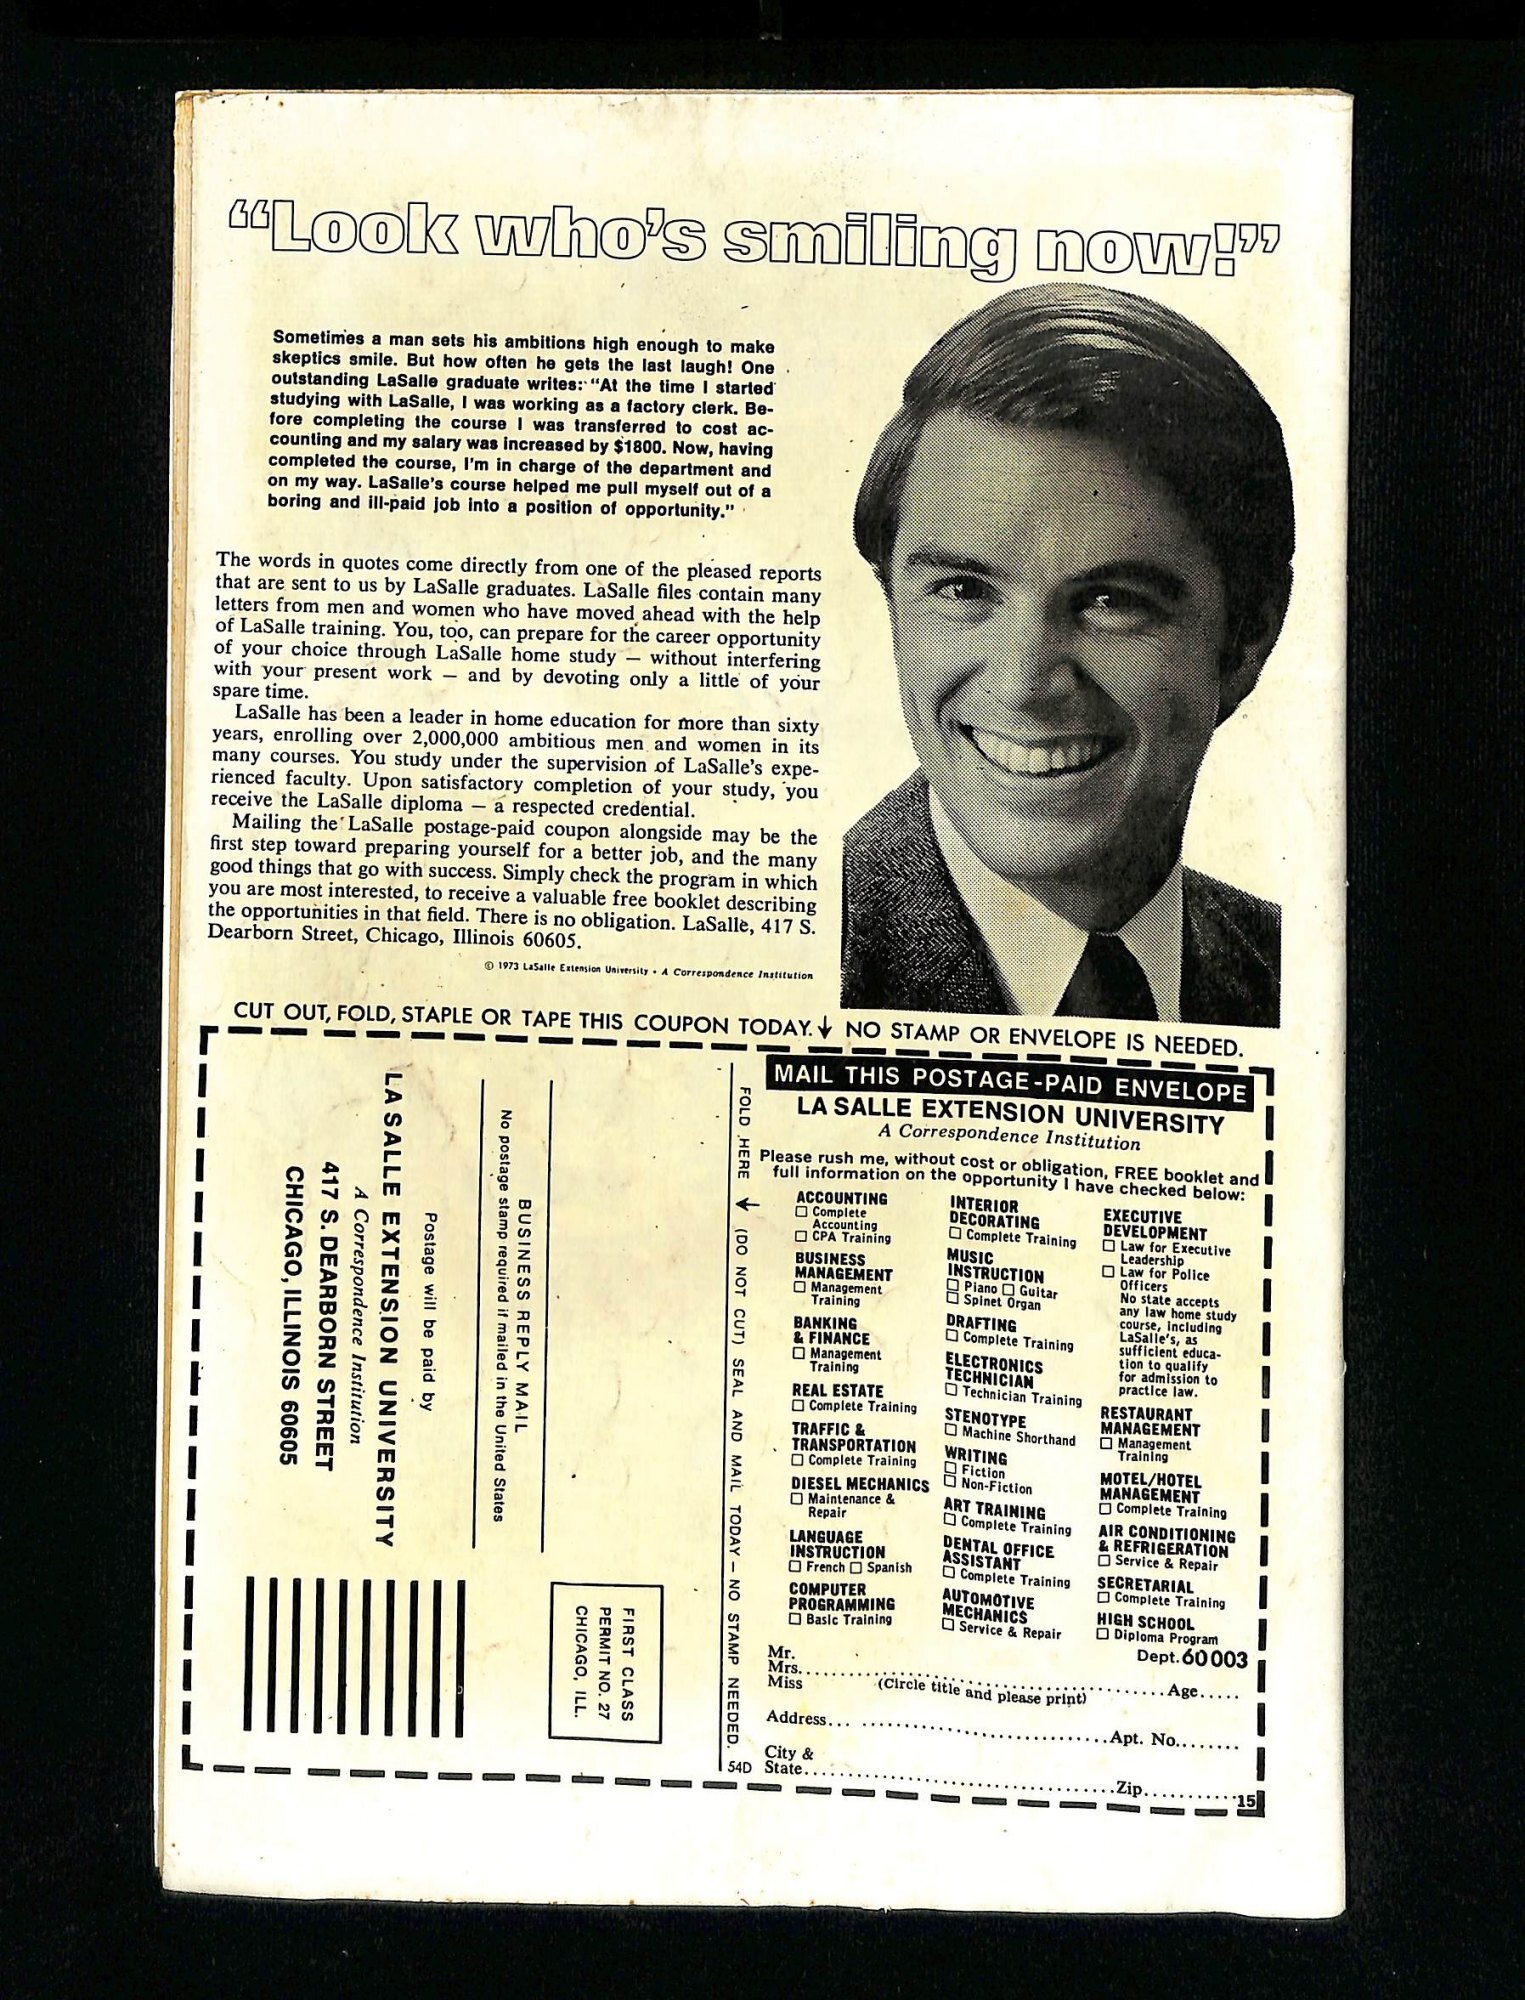 “Look who's smiling now!”
Sometimes a man sets his ambitions high enough to make
skeptics smile. But how often he gets the last laugh! One
outstanding LaSalle graduate writes: “At the time I started
studying with LaSalle, I was working as a factory clerk. Be-
fore completing the course I was transferred to cost ac-
counting and my salary was increased by $1800. Now, having
completed the course, I'm in charge of the department and
on my way. LaSalle's course helped me pull myself out of a
boring and ill-paid job into a position of opportunity.”
The words in quotes come directly from one of the pleased reports
that are sent to us by LaSalle graduates. LaSalle files contain many
letters from men and women who have moved ahead with the help
of LaSalle training. You, too, can prepare for the career opportunity
of your choice through LaSalle home study — without interfering
with your present work — and by devoting only a little of your
spare time.
LaSalle has been a leader in home education for more than sixty
years, enrolling over 2,000,000 ambitious men and women in its
many courses. You study under the supervision of LaSalle's expe-
rienced faculty. Upon satisfactory completion of your study, you
receive the LaSalle diploma — a respected credential.
Mailing the LaSalle postage-paid coupon alongside may be the
first step toward preparing yourself for a better job, and the many
good things that go with success. Simply check the program in which
you are most interested, to receive a valuable free booklet describing
the opportunities in that field. There is no obligation. LaSalle, 417 S.
Dearborn Street, Chicago, Illinois 60605.
© 1973 LaSalle Extension University • A Correspondence Institution
CUT OUT, FOLD, STAPLE OR TAPE THIS COUPON TODAY. ↓ NO STAMP OR ENVELOPE IS NEEDED.
FIRST CLASS
PERMIT NO. 27
CHICAGO, ILL.
BUSINESS REPLY MAIL
No postage stamp required if mailed in the United States
Postage will be paid by
LA SALLE EXTENSION UNIVERSITY
A Correspondence Institution
417 S. DEARBORN STREET
CHICAGO, ILLINOIS 60605
FOLD HERE → (DO NOT CUT) SEAL AND MAIL TODAY — NO STAMP NEEDED.
54D
MAIL THIS POSTAGE-PAID ENVELOPE
LA SALLE EXTENSION UNIVERSITY
A Correspondence Institution
Please rush me, without cost or obligation, FREE booklet and
full information on the opportunity I have checked below:
ACCOUNTING
☐ Complete
Accounting
☐ CPA Training
BUSINESS
MANAGEMENT
☐ Management
Training
BANKING
& FINANCE
☐ Management
Training
REAL ESTATE
☐ Complete Training
TRAFFIC &
TRANSPORTATION
☐ Complete Training
DIESEL MECHANICS
☐ Maintenance &
Repair
LANGUAGE
INSTRUCTION
☐ French ☐ Spanish
COMPUTER
PROGRAMMING
☐ Basic Training
INTERIOR
DECORATING
☐ Complete Training
MUSIC
INSTRUCTION
☐ Piano ☐ Guitar
☐ Spinet Organ
DRAFTING
☐ Complete Training
ELECTRONICS
TECHNICIAN
☐ Technician Training
STENOTYPE
☐ Machine Shorthand
WRITING
☐ Fiction
☐ Non-Fiction
ART TRAINING
☐ Complete Training
DENTAL OFFICE
ASSISTANT
☐ Complete Training
AUTOMOTIVE
MECHANICS
☐ Service & Repair
EXECUTIVE
DEVELOPMENT
☐ Law for Executive
Leadership
☐ Law for Police
Officers
No state accepts
any law home study
course, including
LaSalle's, as
sufficient educa-
tion to qualify
for admission to
practice law.
RESTAURANT
MANAGEMENT
☐ Management
Training
MOTEL/HOTEL
MANAGEMENT
☐ Complete Training
AIR CONDITIONING
& REFRIGERATION
☐ Service & Repair
SECRETARIAL
☐ Complete Training
HIGH SCHOOL
☐ Diploma Program
Dept. 60003
Mr.
Mrs. .......... Age.....
Miss (Circle title and please print)
Address.......... Apt. No........
City &
State.......... Zip..........
15